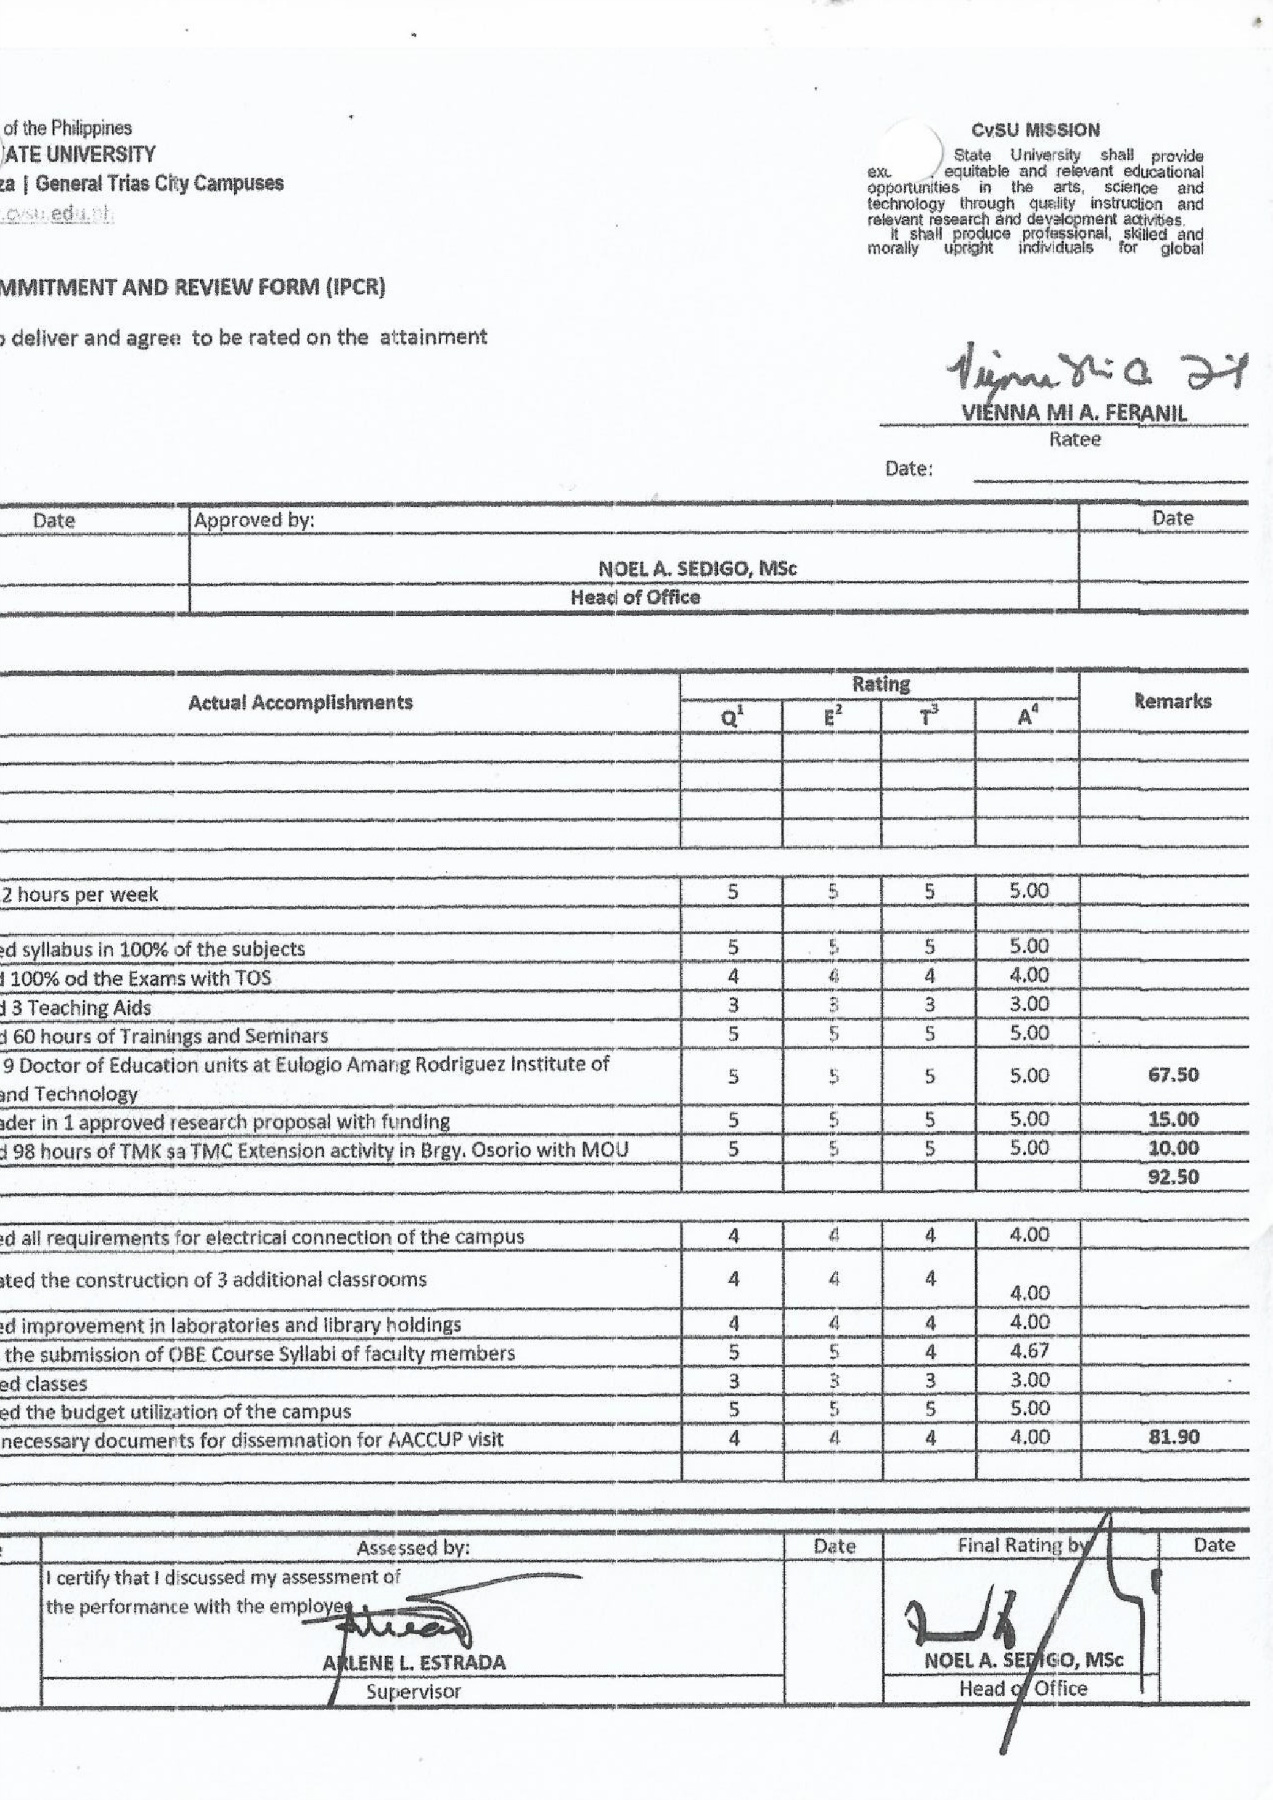 of the Philippines
ATE UNIVERSITY
za | General Trias City Campuses
.cvsu.edu.ph
CvSU MISSION
State University shall provide
equitable and relevant educational
opportunities in the arts, science and
technology through quality instruction and
relevant research and development activities.
It shall produce professional, skilled and
morally upright individuals for global
MMITMENT AND REVIEW FORM (IPCR)
o deliver and agree to be rated on the attainment
VIENNA MI A. FERANIL
Ratee
Date:
Date Approved by: Date
NOEL A. SEDIGO, MSc
Head of Office
Actual Accomplishments Rating Remarks
Q1 E2 T3 A4
2 hours per week 5 5 5 5.00
ed syllabus in 100% of the subjects 5 5 5 5.00
d 100% od the Exams with TOS 4 4 4 4.00
d 3 Teaching Aids 3 3 3 3.00
d 60 hours of Trainings and Seminars 5 5 5 5.00
9 Doctor of Education units at Eulogio Amang Rodriguez Institute of
and Technology 5 5 5 5.00 67.50
ader in 1 approved research proposal with funding 5 5 5 5.00 15.00
d 98 hours of TMK sa TMC Extension activity in Brgy. Osorio with MOU 5 5 5 5.00 10.00
92.50
ed all requirements for electrical connection of the campus 4 4 4 4.00
ated the construction of 3 additional classrooms 4 4 4 4.00
ed improvement in laboratories and library holdings 4 4 4 4.00
the submission of OBE Course Syllabi of faculty members 5 5 4 4.67
ed classes 3 3 3 3.00
ed the budget utilization of the campus 5 5 5 5.00
necessary documents for dissemnation for AACCUP visit 4 4 4 4.00 81.90
Assessed by: Date Final Rating by Date
I certify that I discussed my assessment of
the performance with the employee
ARLENE L. ESTRADA
Supervisor
NOEL A. SEDIGO, MSc
Head of Office